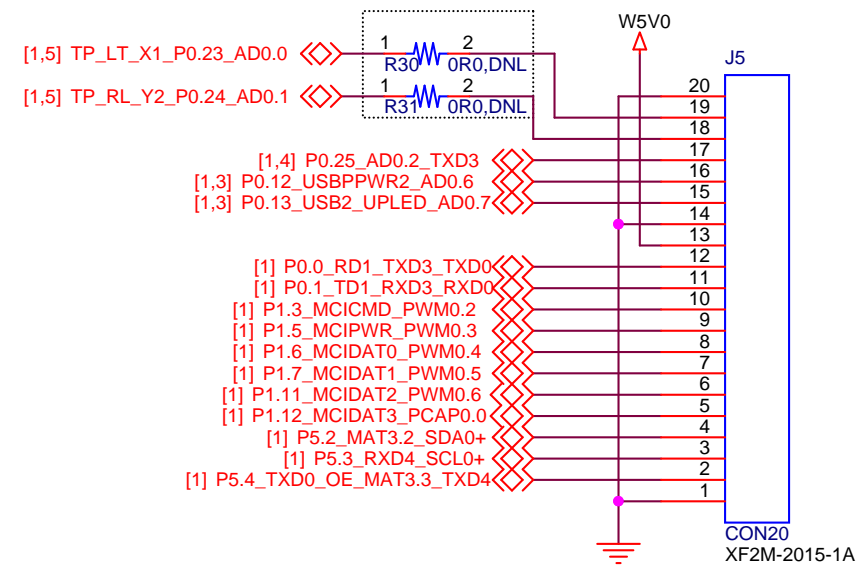 W5V0
[1,5] TP_LT_X1_P0.23_AD0.0
1 2
R30 0R0,DNL
J5
[1,5] TP_RL_Y2_P0.24_AD0.1
1 2
R31 0R0,DNL
20
19
18
[1,4] P0.25_AD0.2_TXD3
17
[1,3] P0.12_USBPPWR2_AD0.6
16
[1,3] P0.13_USB2_UPLED_AD0.7
15
14
13
[1] P0.0_RD1_TXD3_TXD0
12
[1] P0.1_TD1_RXD3_RXD0
11
[1] P1.3_MCICMD_PWM0.2
10
[1] P1.5_MCIPWR_PWM0.3
9
[1] P1.6_MCIDAT0_PWM0.4
8
[1] P1.7_MCIDAT1_PWM0.5
7
[1] P1.11_MCIDAT2_PWM0.6
6
[1] P1.12_MCIDAT3_PCAP0.0
5
[1] P5.2_MAT3.2_SDA0+
4
[1] P5.3_RXD4_SCL0+
3
[1] P5.4_TXD0_OE_MAT3.3_TXD4
2
1
CON20
XF2M-2015-1A